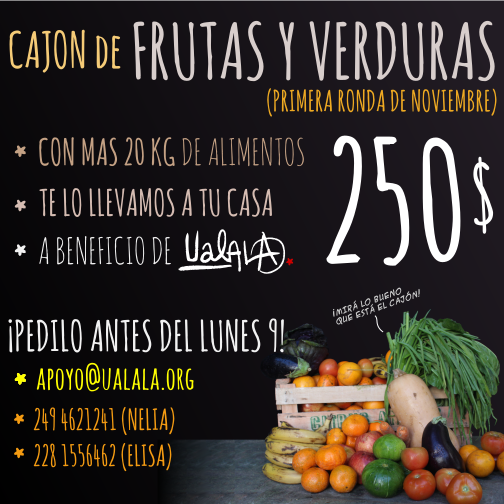 CAJON DE FRUTAS Y VERDURAS
(PRIMERA RONDA DE NOVIEMBRE)
* CON MAS 20 KG DE ALIMENTOS
* TE LO LLEVAMOS A TU CASA
* A BENEFICIO DE UalALA
250$
¡MIRÁ LO BUENO
QUE ESTÁ EL CAJÓN!
¡PEDILO ANTES DEL LUNES 9!
* APOYO@UALALA.ORG
* 249 4621241 (NELIA)
* 228 1556462 (ELISA)